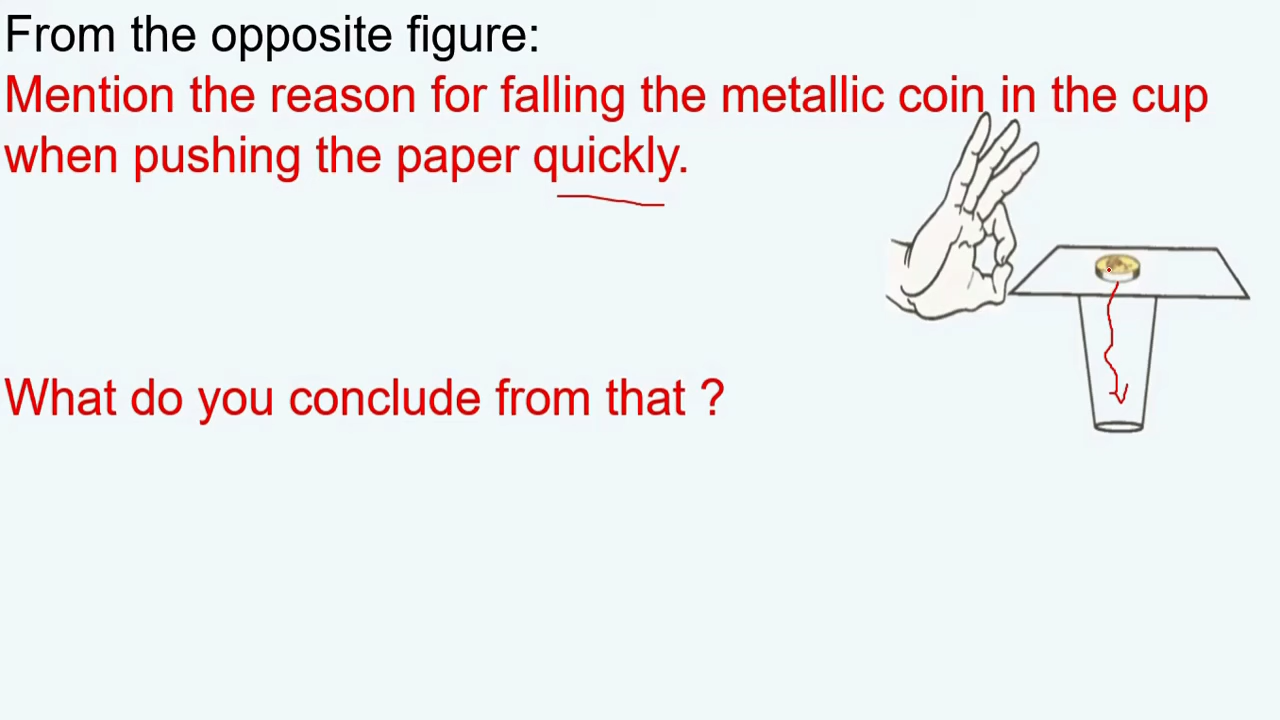 From the opposite figure:
Mention the reason for falling the metallic coin in the cup
when pushing the paper quickly.
What do you conclude from that ?